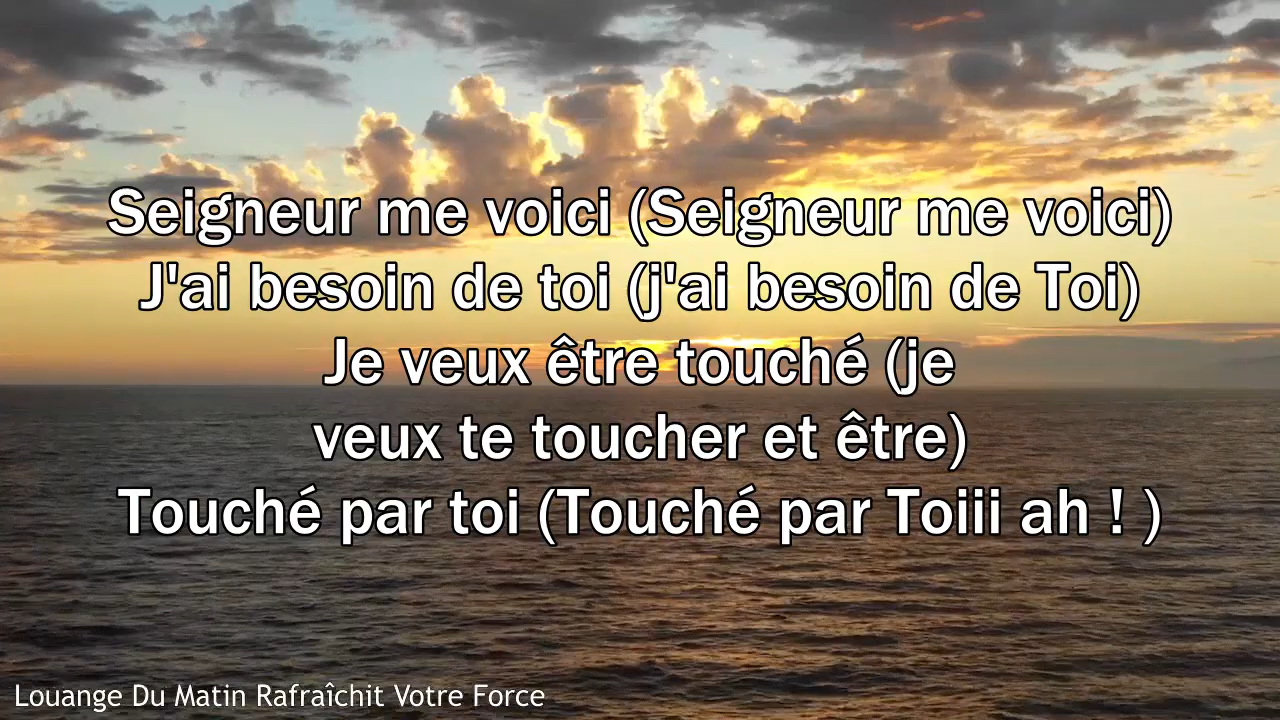 Seigneur me voici (Seigneur me voici)
J'ai besoin de toi (j'ai besoin de Toi)
Je veux être touché (je
veux te toucher et être)
Touché par toi (Touché par Toiii ah ! )
Louange Du Matin Rafraîchit Votre Force